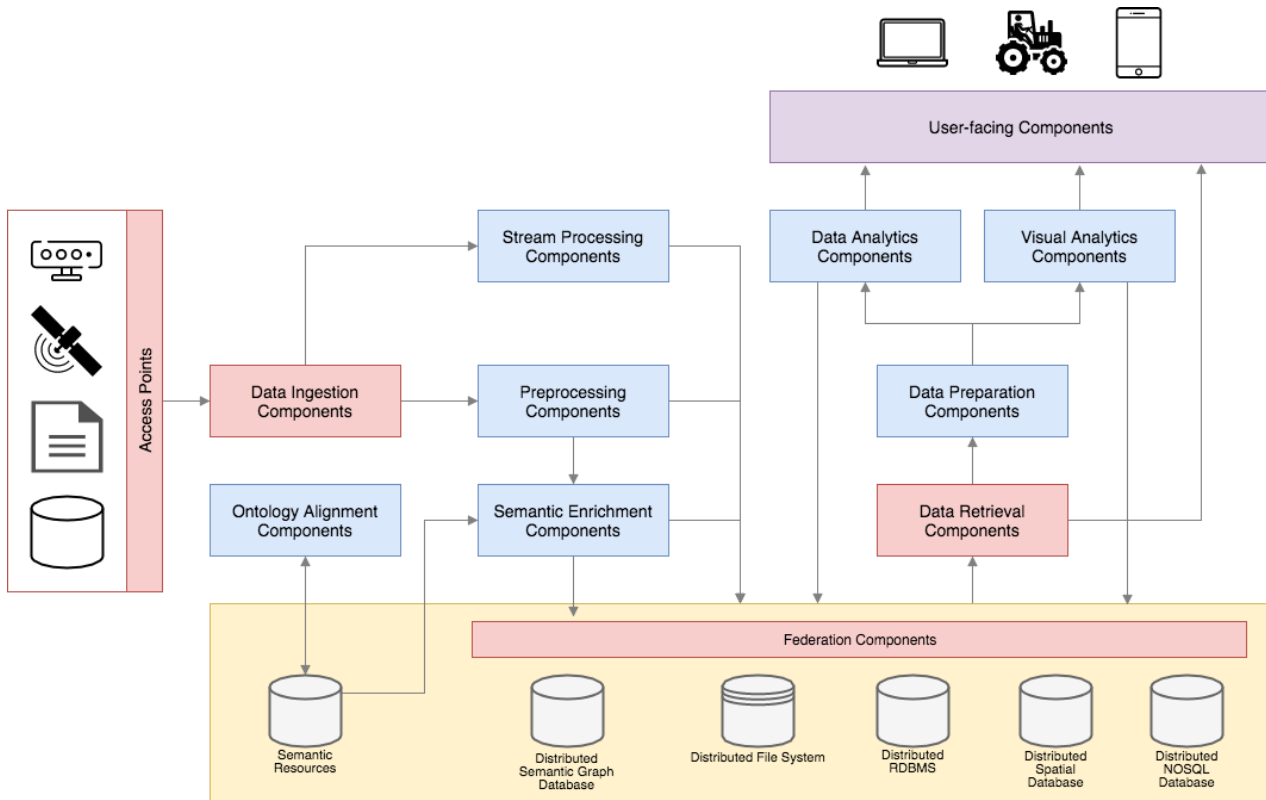 User-facing Components
Stream Processing
Components
Data Analytics
Components
Visual Analytics
Components
Access Points
Data Ingestion
Components
Preprocessing
Components
Data Preparation
Components
Ontology Alignment
Components
Semantic Enrichment
Components
Data Retrieval
Components
Federation Components
Semantic
Resources
Distributed
Semantic Graph
Database
Distributed File System
Distributed
RDBMS
Distributed
Spatial
Database
Distributed
NOSQL
Database